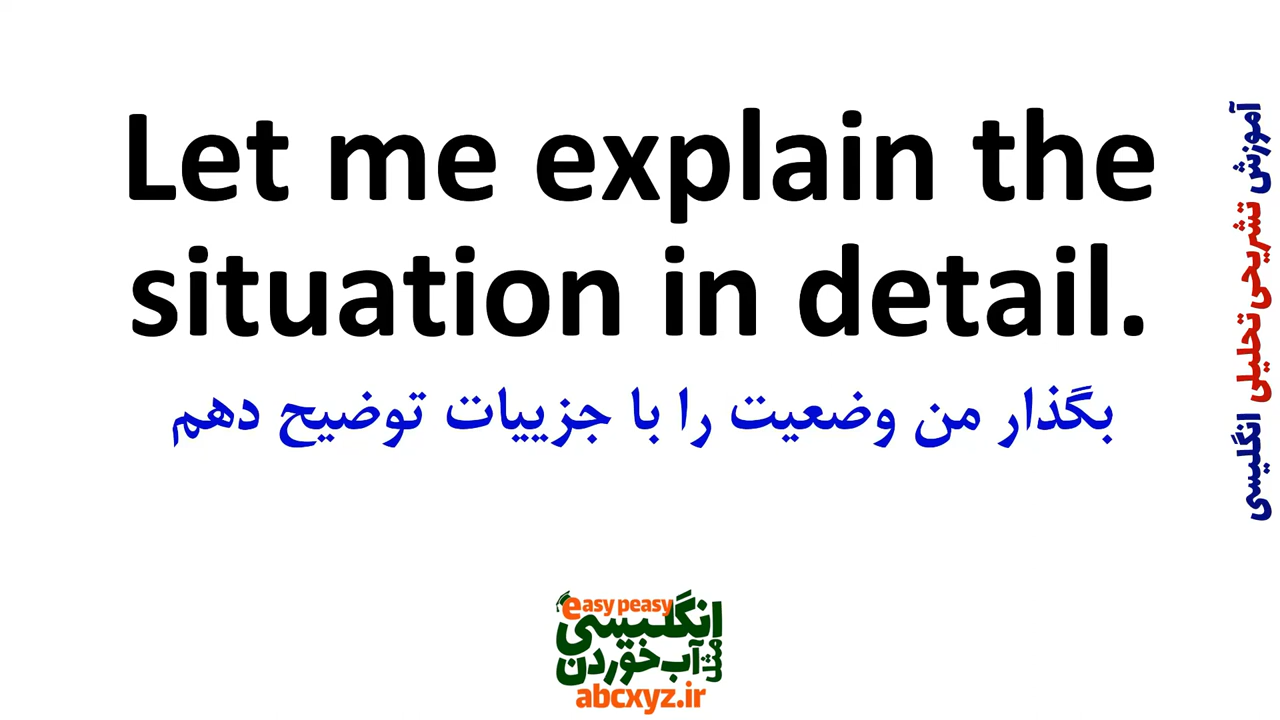 Let me explain the
situation in detail.
بگذار من وضعیت را با جزییات توضیح دهم
آموزش تشریحی تحلیلی انگلیسی
easy peasy
انگلیسی
مثل آب خوردن
abcxyz.ir